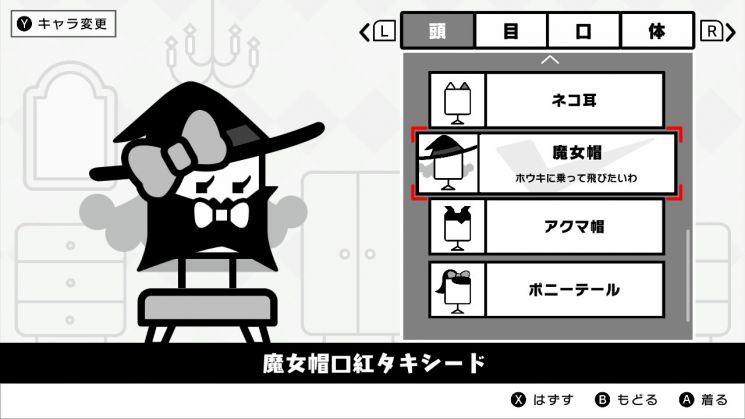 Y キャラ変更
L 頭 目 口 体 R
ネコ耳
魔女帽
ホウキに乗って飛びたいわ
アクマ帽
ポニーテール
魔女帽口紅タキシード
X はずす B もどる A 着る